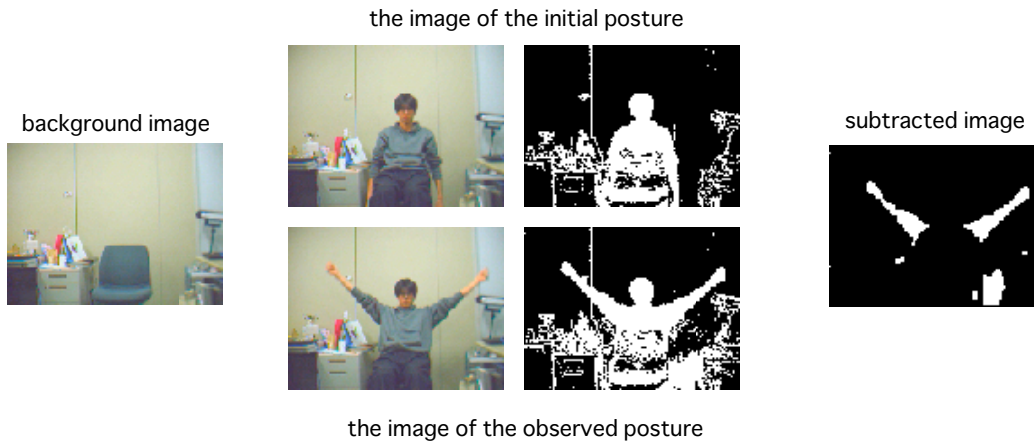 the image of the initial posture
background image
subtracted image
the image of the observed posture